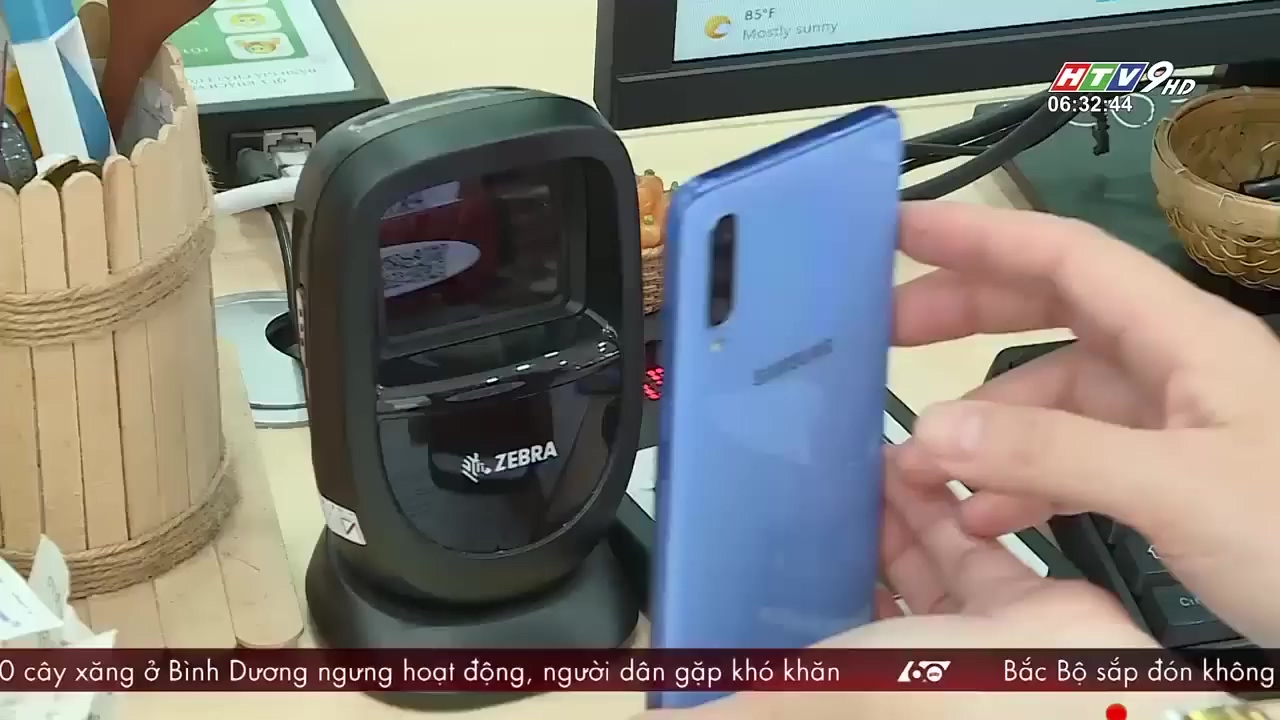 85°F
Mostly sunny
HTV9 HD
06:32:44
ZEBRA
SAMSUNG
0 cây xăng ở Bình Dương ngưng hoạt động, người dân gặp khó khăn
60
Bắc Bộ sắp đón không